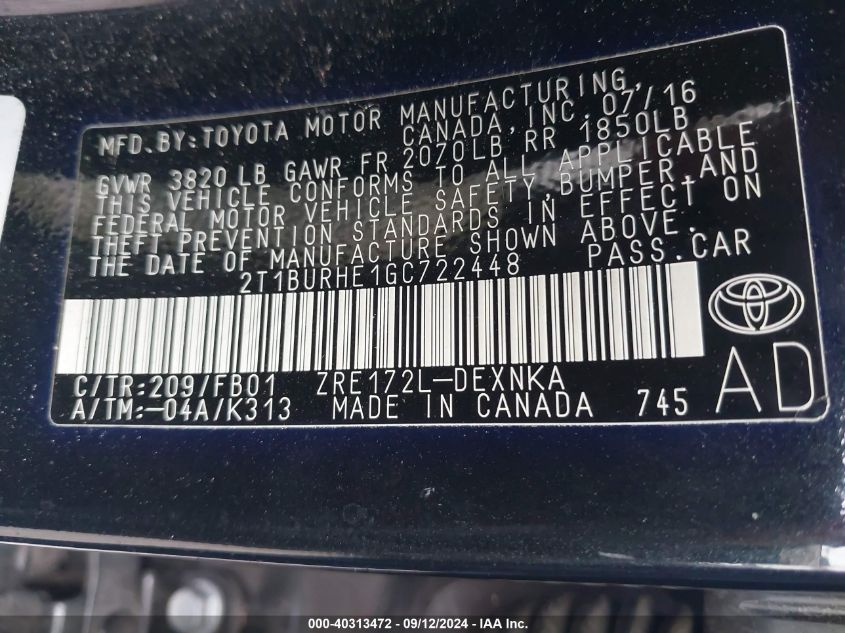 MFD. BY: TOYOTA MOTOR MANUFACTURING,
CANADA, INC. 07/16
GVWR 3820 LB GAWR FR 2070LB RR 1850LB
THIS VEHICLE CONFORMS TO ALL APPLICABLE
FEDERAL MOTOR VEHICLE SAFETY, BUMPER, AND
THEFT PREVENTION STANDARDS IN EFFECT ON
THE DATE OF MANUFACTURE SHOWN ABOVE.
2T1BURHE1GC722448 PASS. CAR
C/TR: 209/FB01 ZRE172L-DEXNKA
A/TM: -04A/K313 MADE IN CANADA 745 AD
000-40313472 - 09/12/2024 - IAA Inc.